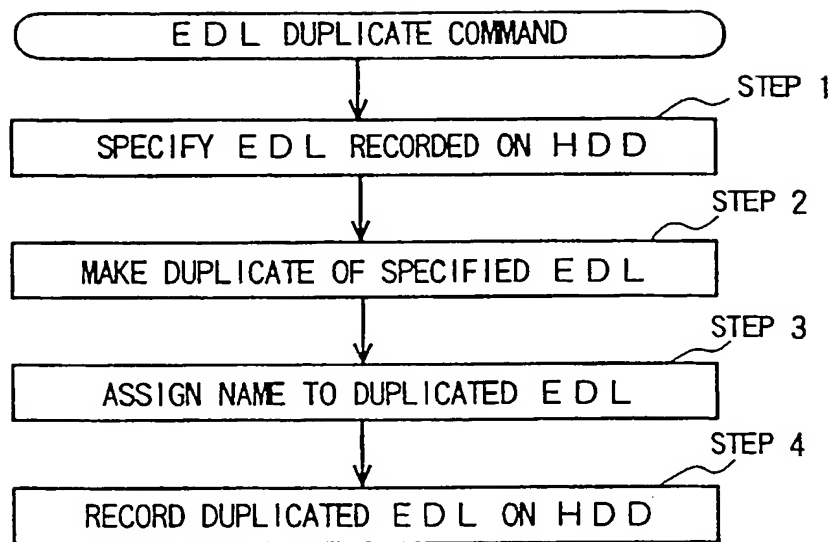 EDL DUPLICATE COMMAND
STEP 1
SPECIFY EDL RECORDED ON HDD
STEP 2
MAKE DUPLICATE OF SPECIFIED EDL
STEP 3
ASSIGN NAME TO DUPLICATED EDL
STEP 4
RECORD DUPLICATED EDL ON HDD